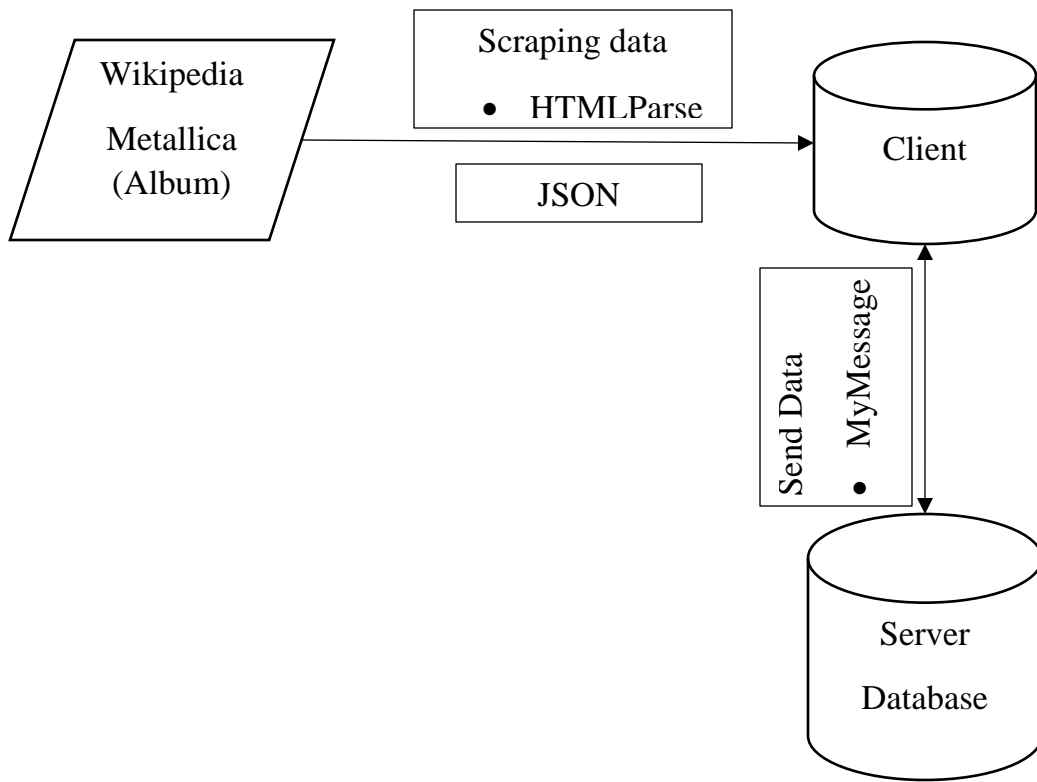 Wikipedia
Metallica
(Album)
Scraping data
● HTMLParse
JSON
Client
Send Data
● MyMessage
Server
Database